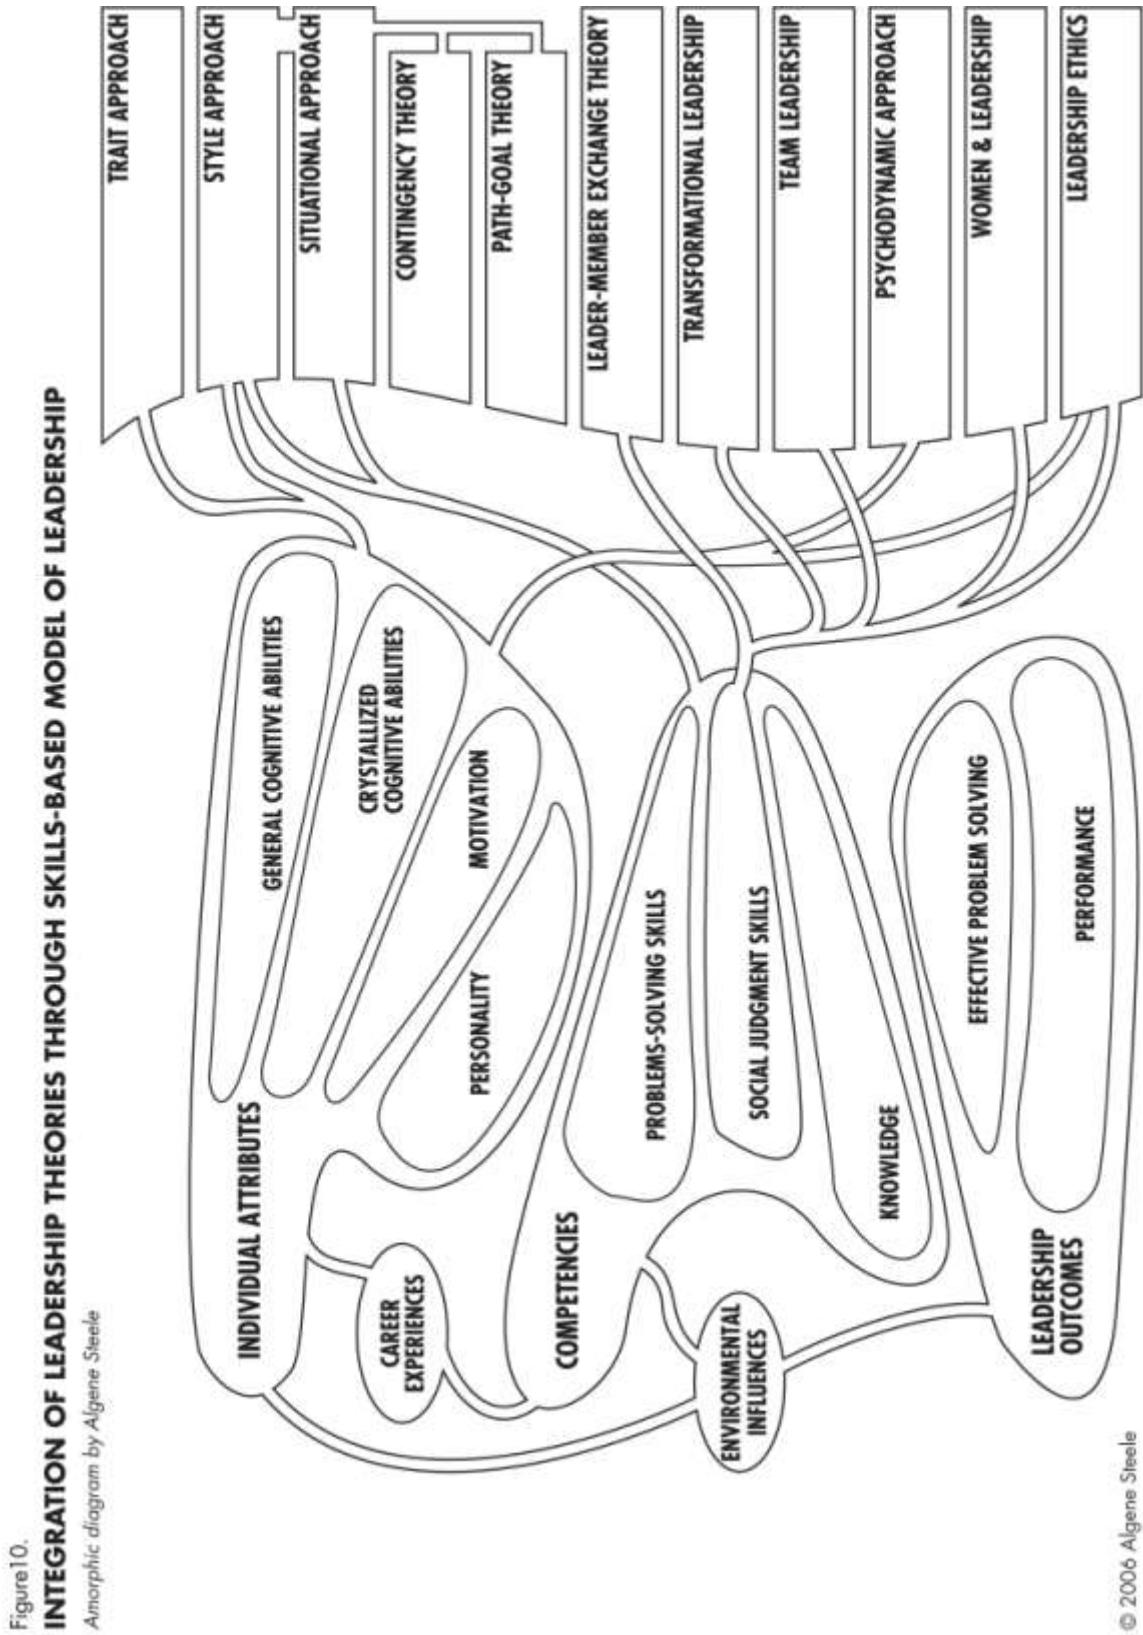 Figure10.
INTEGRATION OF LEADERSHIP THEORIES THROUGH SKILLS-BASED MODEL OF LEADERSHIP
Amorphic diagram by Algene Steele
INDIVIDUAL ATTRIBUTES
GENERAL COGNITIVE ABILITIES
CRYSTALLIZED
COGNITIVE ABILITIES
MOTIVATION
PERSONALITY
CAREER
EXPERIENCES
COMPETENCIES
PROBLEMS-SOLVING SKILLS
SOCIAL JUDGMENT SKILLS
KNOWLEDGE
ENVIRONMENTAL
INFLUENCES
LEADERSHIP
OUTCOMES
EFFECTIVE PROBLEM SOLVING
PERFORMANCE
TRAIT APPROACH
STYLE APPROACH
SITUATIONAL APPROACH
CONTINGENCY THEORY
PATH-GOAL THEORY
LEADER-MEMBER EXCHANGE THEORY
TRANSFORMATIONAL LEADERSHIP
TEAM LEADERSHIP
PSYCHODYNAMIC APPROACH
WOMEN & LEADERSHIP
LEADERSHIP ETHICS
© 2006 Algene Steele